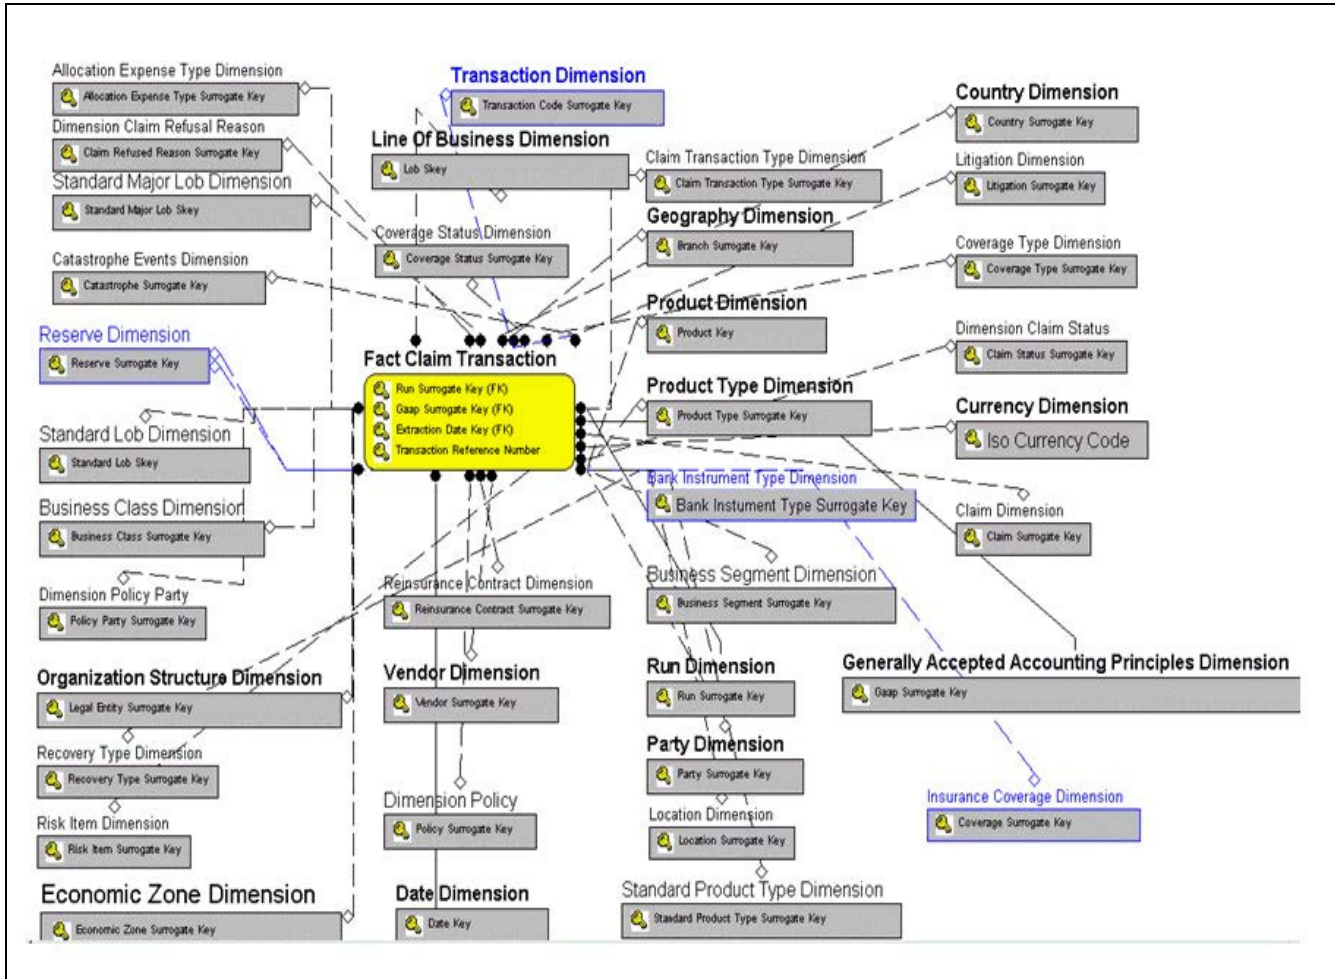 Allocation Expense Type Dimension
Allocation Expense Type Surrogate Key
Dimension Claim Refusal Reason
Claim Refused Reason Surrogate Key
Standard Major Lob Dimension
Standard Major Lob Skey
Catastrophe Events Dimension
Catastrophe Surrogate Key
Reserve Dimension
Reserve Surrogate Key
Standard Lob Dimension
Standard Lob Skey
Business Class Dimension
Business Class Surrogate Key
Dimension Policy Party
Policy Party Surrogate Key
Organization Structure Dimension
Legal Entity Surrogate Key
Recovery Type Dimension
Recovery Type Surrogate Key
Risk Item Dimension
Risk Item Surrogate Key
Economic Zone Dimension
Economic Zone Surrogate Key
Transaction Dimension
Transaction Code Surrogate Key
Line Of Business Dimension
Lob Skey
Coverage Status Dimension
Coverage Status Surrogate Key
Fact Claim Transaction
Run Surrogate Key (FK)
Gaap Surrogate Key (FK)
Extraction Date Key (FK)
Transaction Reference Number
Reinsurance Contract Dimension
Reinsurance Contract Surrogate Key
Vendor Dimension
Vendor Surrogate Key
Dimension Policy
Policy Surrogate Key
Date Dimension
Date Key
Claim Transaction Type Dimension
Claim Transaction Type Surrogate Key
Geography Dimension
Branch Surrogate Key
Product Dimension
Product Key
Product Type Dimension
Product Type Surrogate Key
Bank Instrument Type Dimension
Bank Instument Type Surrogate Key
Business Segment Dimension
Business Segment Surrogate Key
Run Dimension
Run Surrogate Key
Party Dimension
Party Surrogate Key
Location Dimension
Location Surrogate Key
Standard Product Type Dimension
Standard Product Type Surrogate Key
Country Dimension
Country Surrogate Key
Litigation Dimension
Litigation Surrogate Key
Coverage Type Dimension
Coverage Type Surrogate Key
Dimension Claim Status
Claim Status Surrogate Key
Currency Dimension
Iso Currency Code
Claim Dimension
Claim Surrogate Key
Generally Accepted Accounting Principles Dimension
Gaap Surrogate Key
Insurance Coverage Dimension
Coverage Surrogate Key